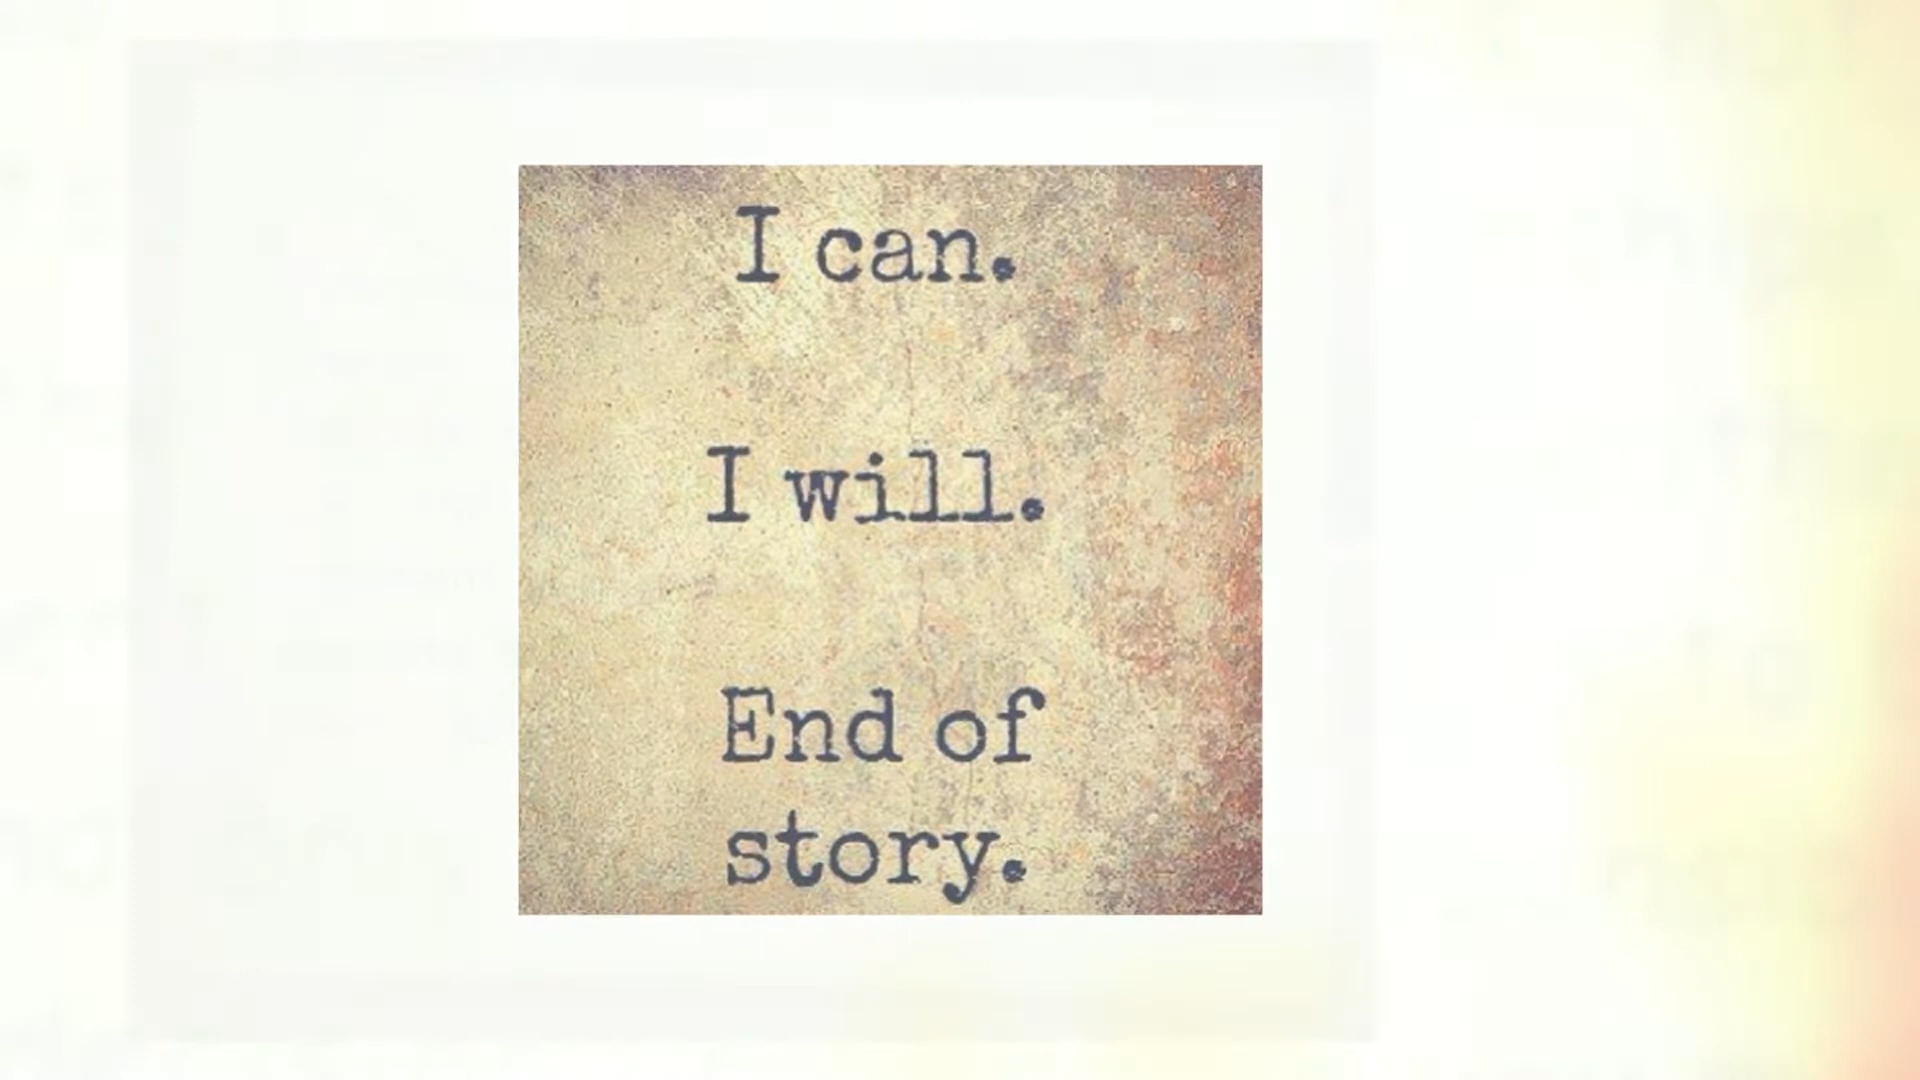 I can.
I will.
End of
story.